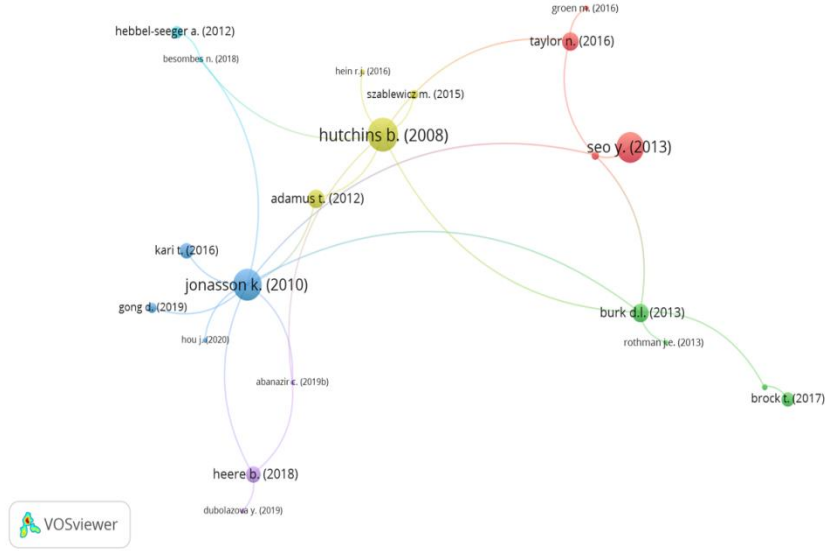 groen m. (2016)
hebbel-seeger a. (2012)
taylor n. (2016)
besombes n. (2018)
hein r.j. (2016)
szablewicz m. (2015)
hutchins b. (2008)
seo y. (2013)
adamus t. (2012)
kari t. (2016)
jonasson k. (2010)
gong d. (2019)
burk d.l. (2013)
hou j. (2020)
rothman j.e. (2013)
abanazir c. (2019b)
brock t. (2017)
heere b. (2018)
dubolazova y. (2019)
VOSviewer